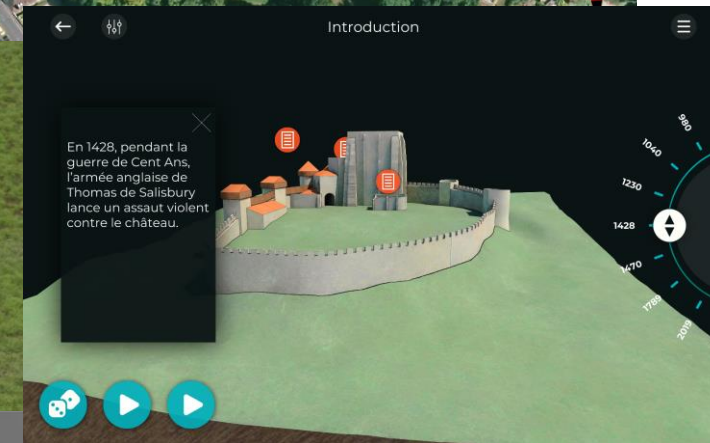 Introduction
En 1428, pendant la
guerre de Cent Ans,
l'armée anglaise de
Thomas de Salisbury
lance un assaut violent
contre le château.
980
1040
1230
1428
1470
1789
2019